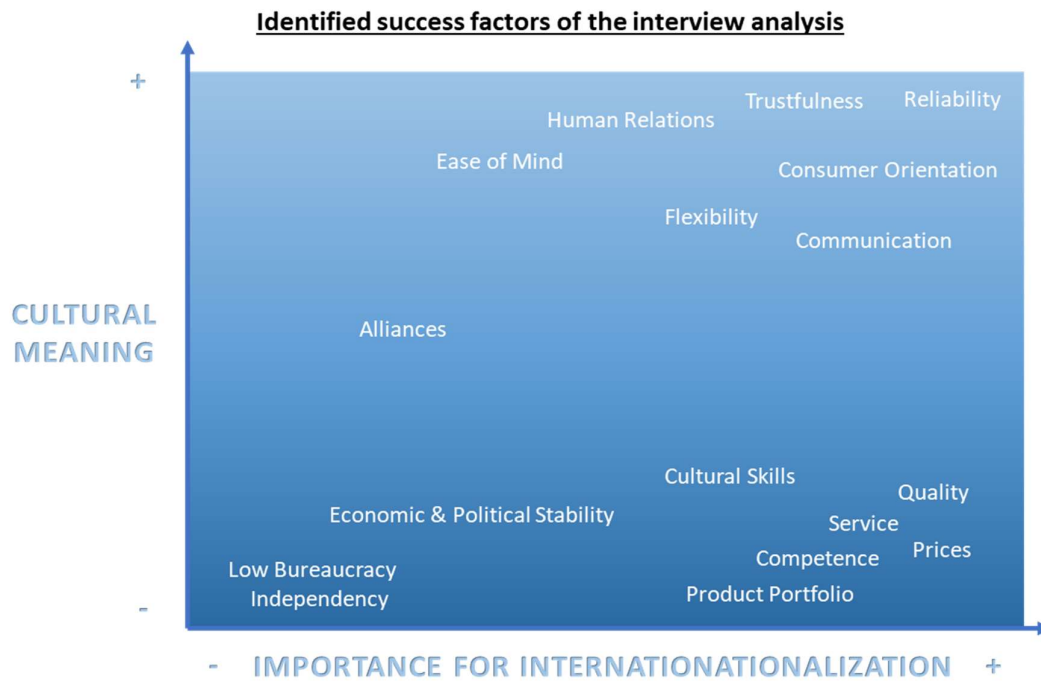 Identified success factors of the interview analysis
+
Trustfulness
Reliability
Human Relations
Ease of Mind
Consumer Orientation
Flexibility
Communication
CULTURAL
MEANING
Alliances
Cultural Skills
Quality
Economic & Political Stability
Service
Prices
Competence
Low Bureaucracy
Independency
Product Portfolio
-
- IMPORTANCE FOR INTERNATIONATIONALIZATION +